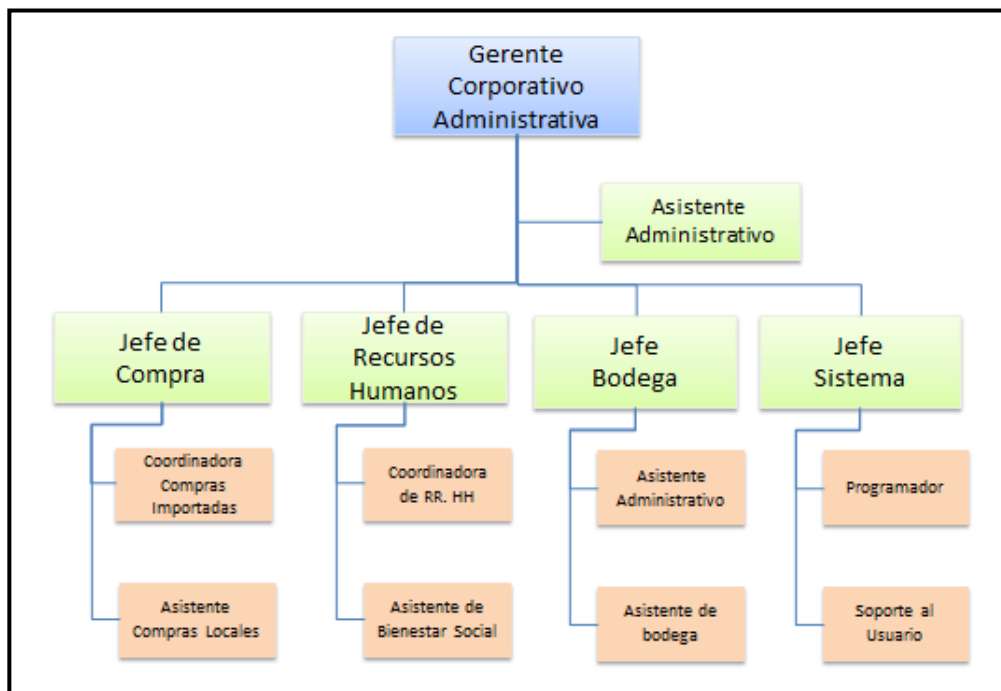 Gerente
Corporativo
Administrativa
Asistente
Administrativo
Jefe de
Compra
Jefe de
Recursos
Humanos
Jefe
Bodega
Jefe
Sistema
Coordinadora
Compras
Importadas
Coordinadora
de RR. HH
Asistente
Administrativo
Programador
Asistente
Compras Locales
Asistente de
Bienestar Social
Asistente de
bodega
Soporte al
Usuario